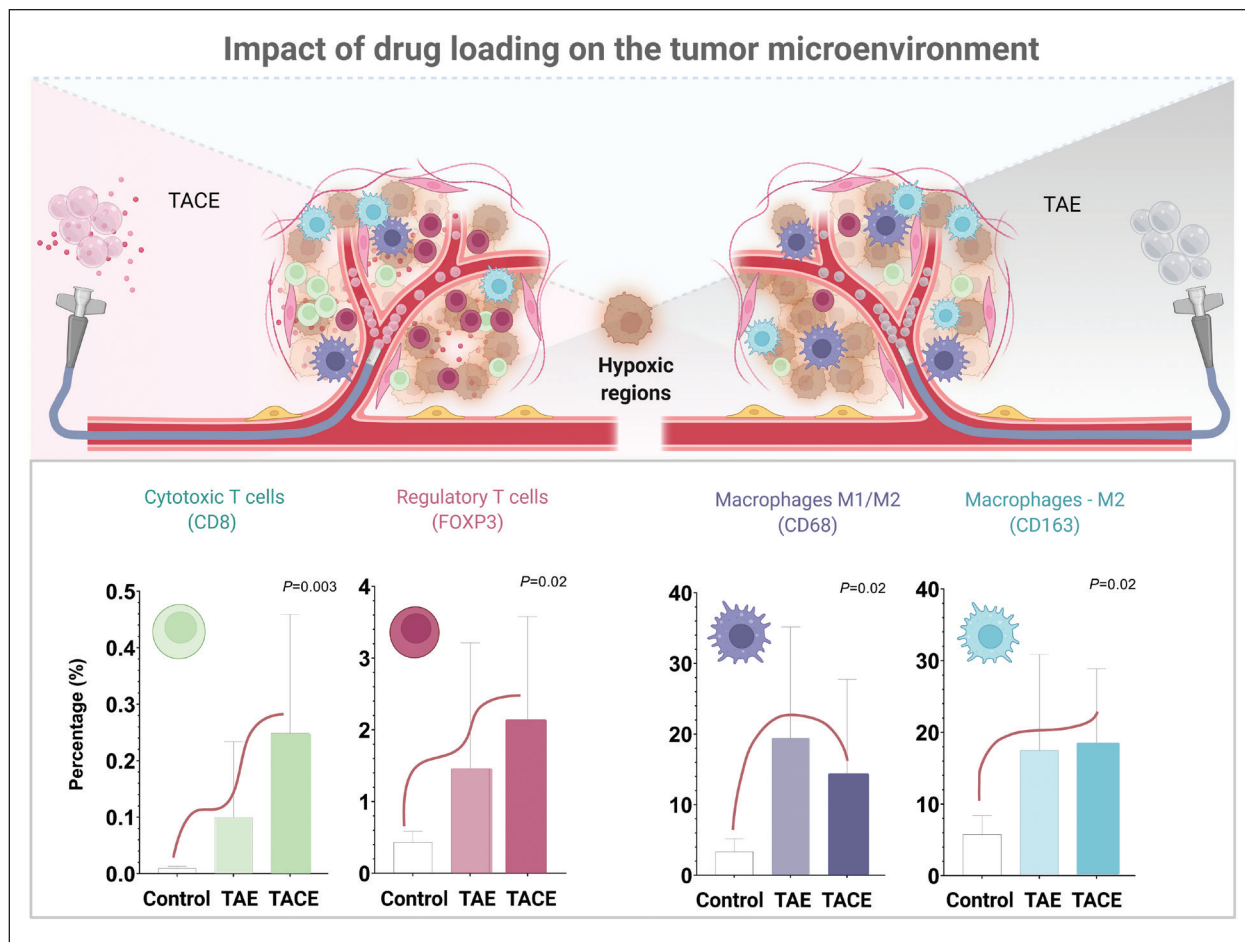 Impact of drug loading on the tumor microenvironment
TACE
TAE
Hypoxic
regions
Cytotoxic T cells
(CD8)
Regulatory T cells
(FOXP3)
Macrophages M1/M2
(CD68)
Macrophages - M2
(CD163)
Percentage (%)
0.5
0.4
0.3
0.2
0.1
0.0
P=0.003
Control TAE TACE
4
3
2
1
0
P=0.02
Control TAE TACE
40
30
20
10
0
P=0.02
Control TAE TACE
40
30
20
10
0
P=0.02
Control TAE TACE